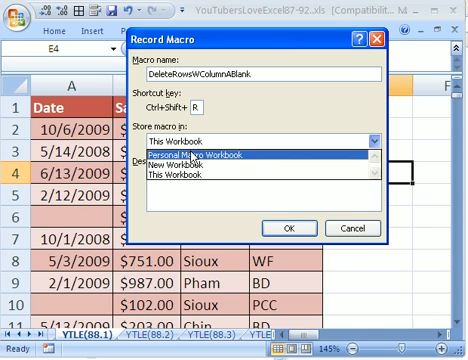 YouTubersLoveExcel87-92...xls [Compatibilit...
Home
Record Macro
E4
Macro name:
DeleteRowsWColumnABlank
Shortcut key:
Ctrl+Shift+ R
Store macro in:
This Workbook
Personal Macro Workbook
New Workbook
This Workbook
Des
OK
Cancel
A
F
1 Date Sa
2 10/6/2009 $
3 5/14/2008 $
4 6/13/2009 $
5 2/12/2009 $
6 $
7 10/1/2008 $
8 5/3/2009 $751.00 Sioux WF
9 2/1/2009 $987.00 Pham BD
10 $102.00 Sioux PCC
11 5/13/2009 $203.00 Chin BD
YTLE(88.1) YTLE(88.2) YTLE(88.3)
Ready 145%